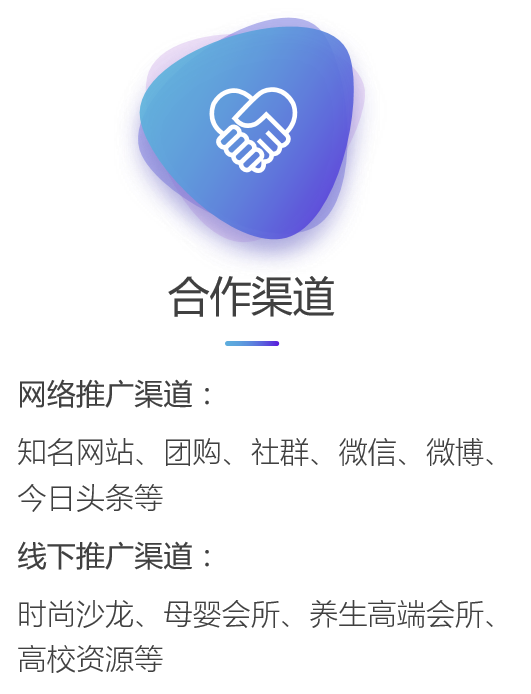 合作渠道
网络推广渠道：
知名网站、团购、社群、微信、微博、
今日头条等
线下推广渠道：
时尚沙龙、母婴会所、养生高端会所、
高校资源等